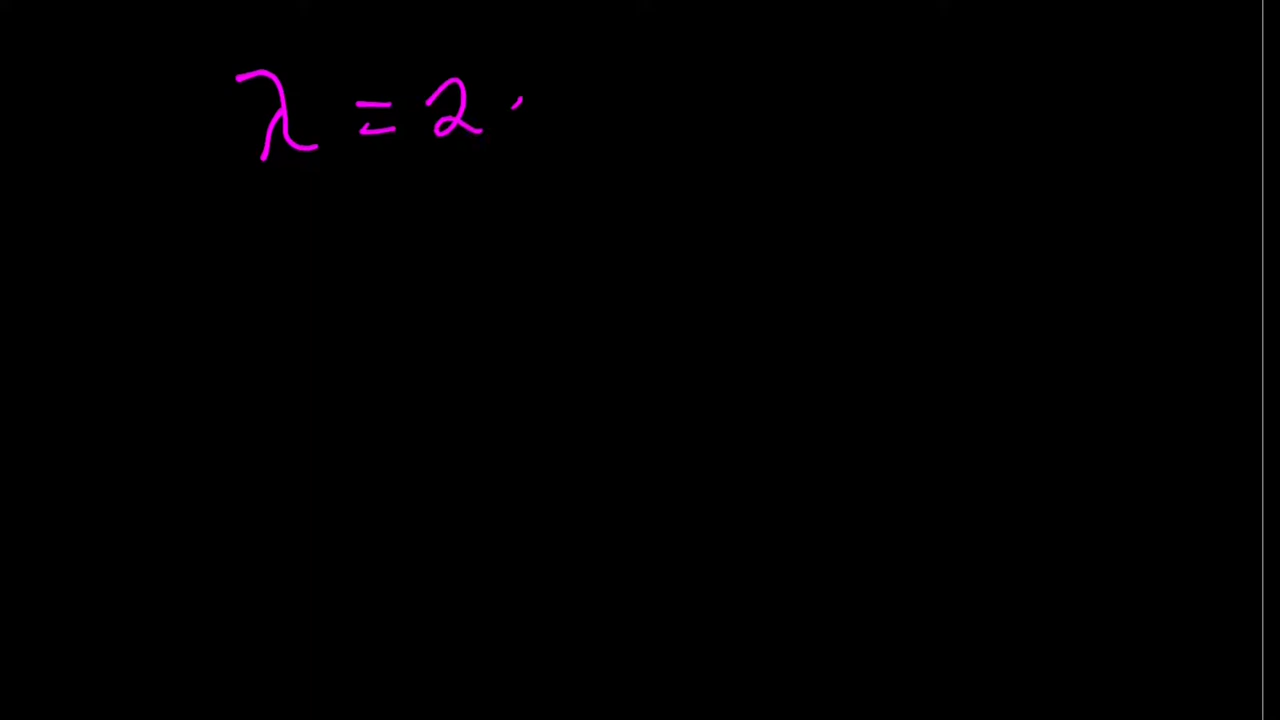 λ = 2